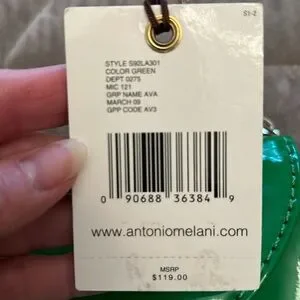 S1-2
STYLE S92LA301
COLOR GREEN
DEPT 0275
MIC 121
GRP NAME AVA
MARCH 09
GPP CODE AV3
0 90688 36384 9
www.antoniomelani.com
MSRP
$119.00